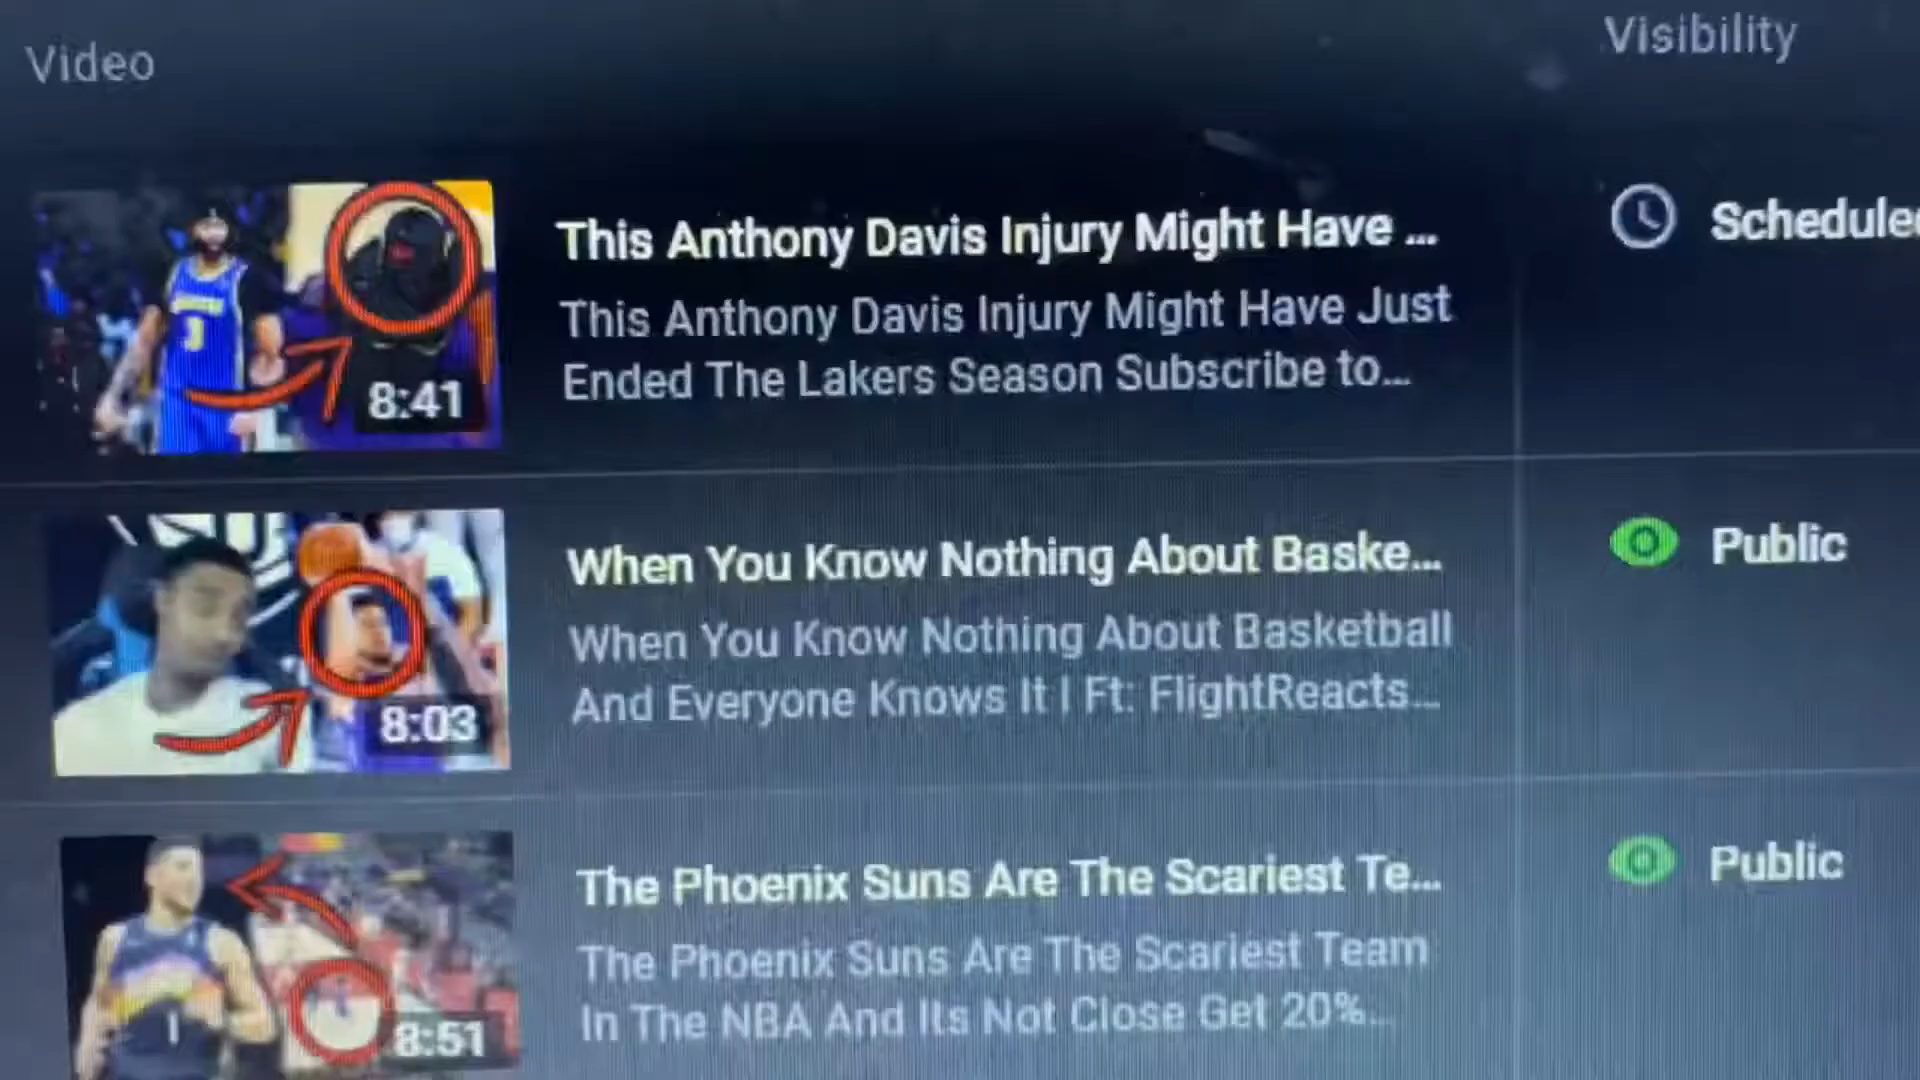 Video
Visibility
3
8:41
This Anthony Davis Injury Might Have ...
This Anthony Davis Injury Might Have Just
Ended The Lakers Season Subscribe to...
Scheduled
8:03
When You Know Nothing About Baske...
When You Know Nothing About Basketball
And Everyone Knows It | Ft: FlightReacts...
Public
1
8:51
The Phoenix Suns Are The Scariest Te...
The Phoenix Suns Are The Scariest Team
In The NBA And Its Not Close Get 20%...
Public